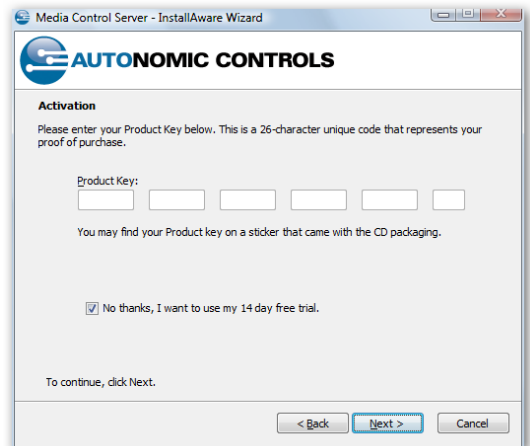 Media Control Server - InstallAware Wizard
AUTONOMIC CONTROLS
Activation
Please enter your Product Key below. This is a 26-character unique code that represents your
proof of purchase.
Product Key:
You may find your Product key on a sticker that came with the CD packaging.
No thanks, I want to use my 14 day free trial.
To continue, click Next.
< Back
Next >
Cancel